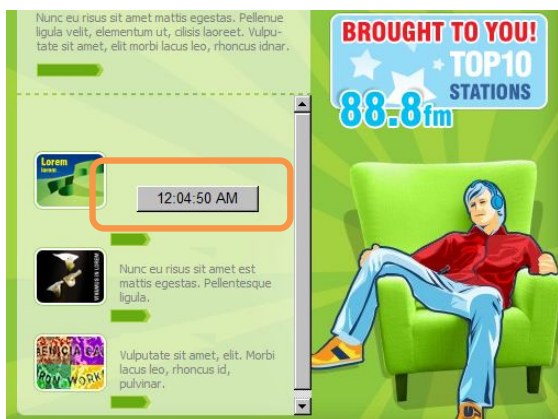 Nunc eu risus sit amet mattis egestas. Pellenue
ligula velit, elementum ut, cilisis laoreet. Vulpu-
tate sit amet, elit morbi lacus leo, rhoncus idnar.
BROUGHT TO YOU!
TOP10
STATIONS
88.8fm
Lorem
lorem
12:04:50 AM
Nunc eu risus sit amet est
mattis egestas. Pellentesque
ligula.
Vulputate sit amet, elit. Morbi
lacus leo, rhoncus id,
pulvinar.